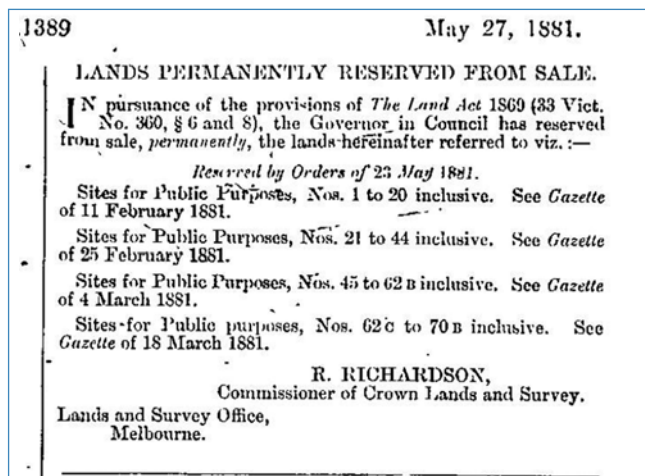 1389 May 27, 1881.
LANDS PERMANENTLY RESERVED FROM SALE.
IN pursuance of the provisions of The Land Act 1869 (33 Vict.
No. 360, § 6 and 8), the Governor in Council has reserved
from sale, permanently, the lands hereinafter referred to viz. :—
Reserved by Orders of 23 May 1881.
Sites for Public Purposes, Nos. 1 to 20 inclusive. See Gazette
of 11 February 1881.
Sites for Public Purposes, Nos. 21 to 44 inclusive. See Gazette
of 25 February 1881.
Sites for Public Purposes, Nos. 45 to 62 B inclusive. See Gazette
of 4 March 1881.
Sites for Public purposes, Nos. 62 C to 70 B inclusive. See
Gazette of 18 March 1881.
R. RICHARDSON,
Commissioner of Crown Lands and Survey.
Lands and Survey Office,
Melbourne.